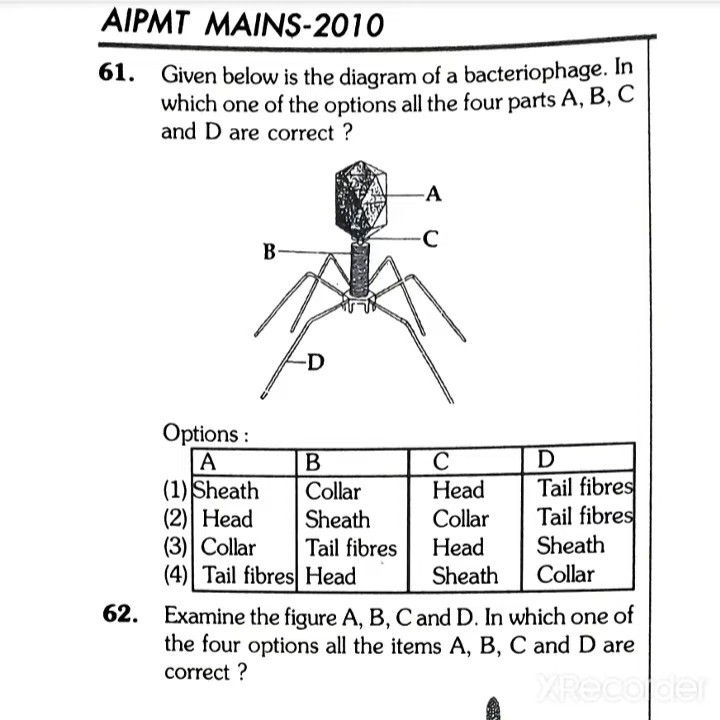 AIPMT MAINS-2010
61. Given below is the diagram of a bacteriophage. In
which one of the options all the four parts A, B, C
and D are correct ?
A
C
B
D
Options :
A B C D
(1) Sheath Collar Head Tail fibres
(2) Head Sheath Collar Tail fibres
(3) Collar Tail fibres Head Sheath
(4) Tail fibres Head Sheath Collar
62. Examine the figure A, B, C and D. In which one of
the four options all the items A, B, C and D are
correct ?
XRecorder